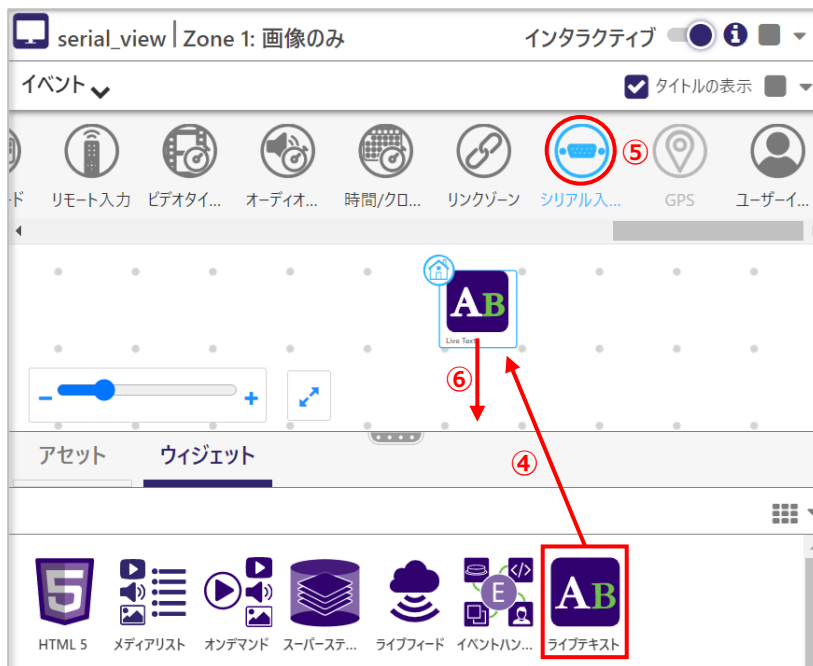 serial_view Zone 1: 画像のみ インタラクティブ
イベント タイトルの表示
ド リモート入力 ビデオタイ... オーディオ... 時間/クロ... リンクゾーン シリアル入... ⑤ GPS ユーザーイ...
AB
Live Text
⑥
④
アセット ウィジェット
5 E AB
HTML 5 メディアリスト オンデマンド スーパーステ... ライブフィード イベントハン... ライブテキスト